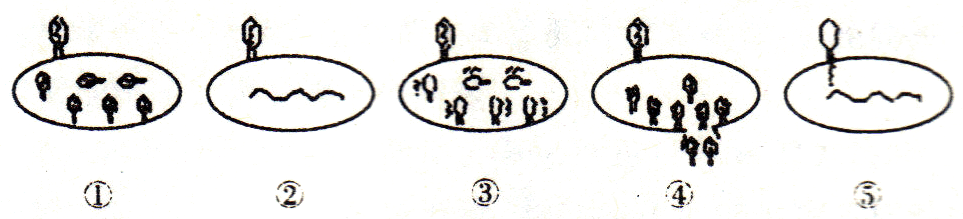 ① ② ③ ④ ⑤